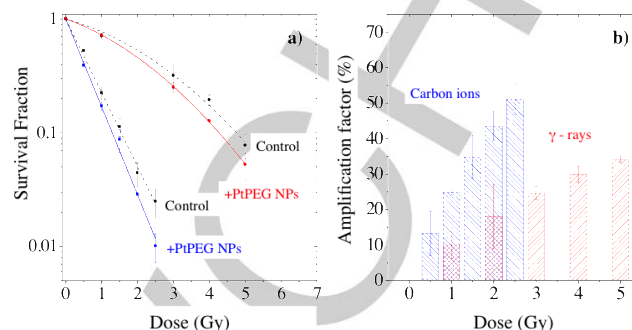 1
0.1
0.01
0 1 2 3 4 5 6 7
Survival Fraction
Dose (Gy)
a)
Control
+PtPEG NPs
Control
+PtPEG NPs
b)
70
60
50
40
30
20
10
0
0 1 2 3 4 5
Amplification factor (%)
Dose (Gy)
Carbon ions
γ - rays